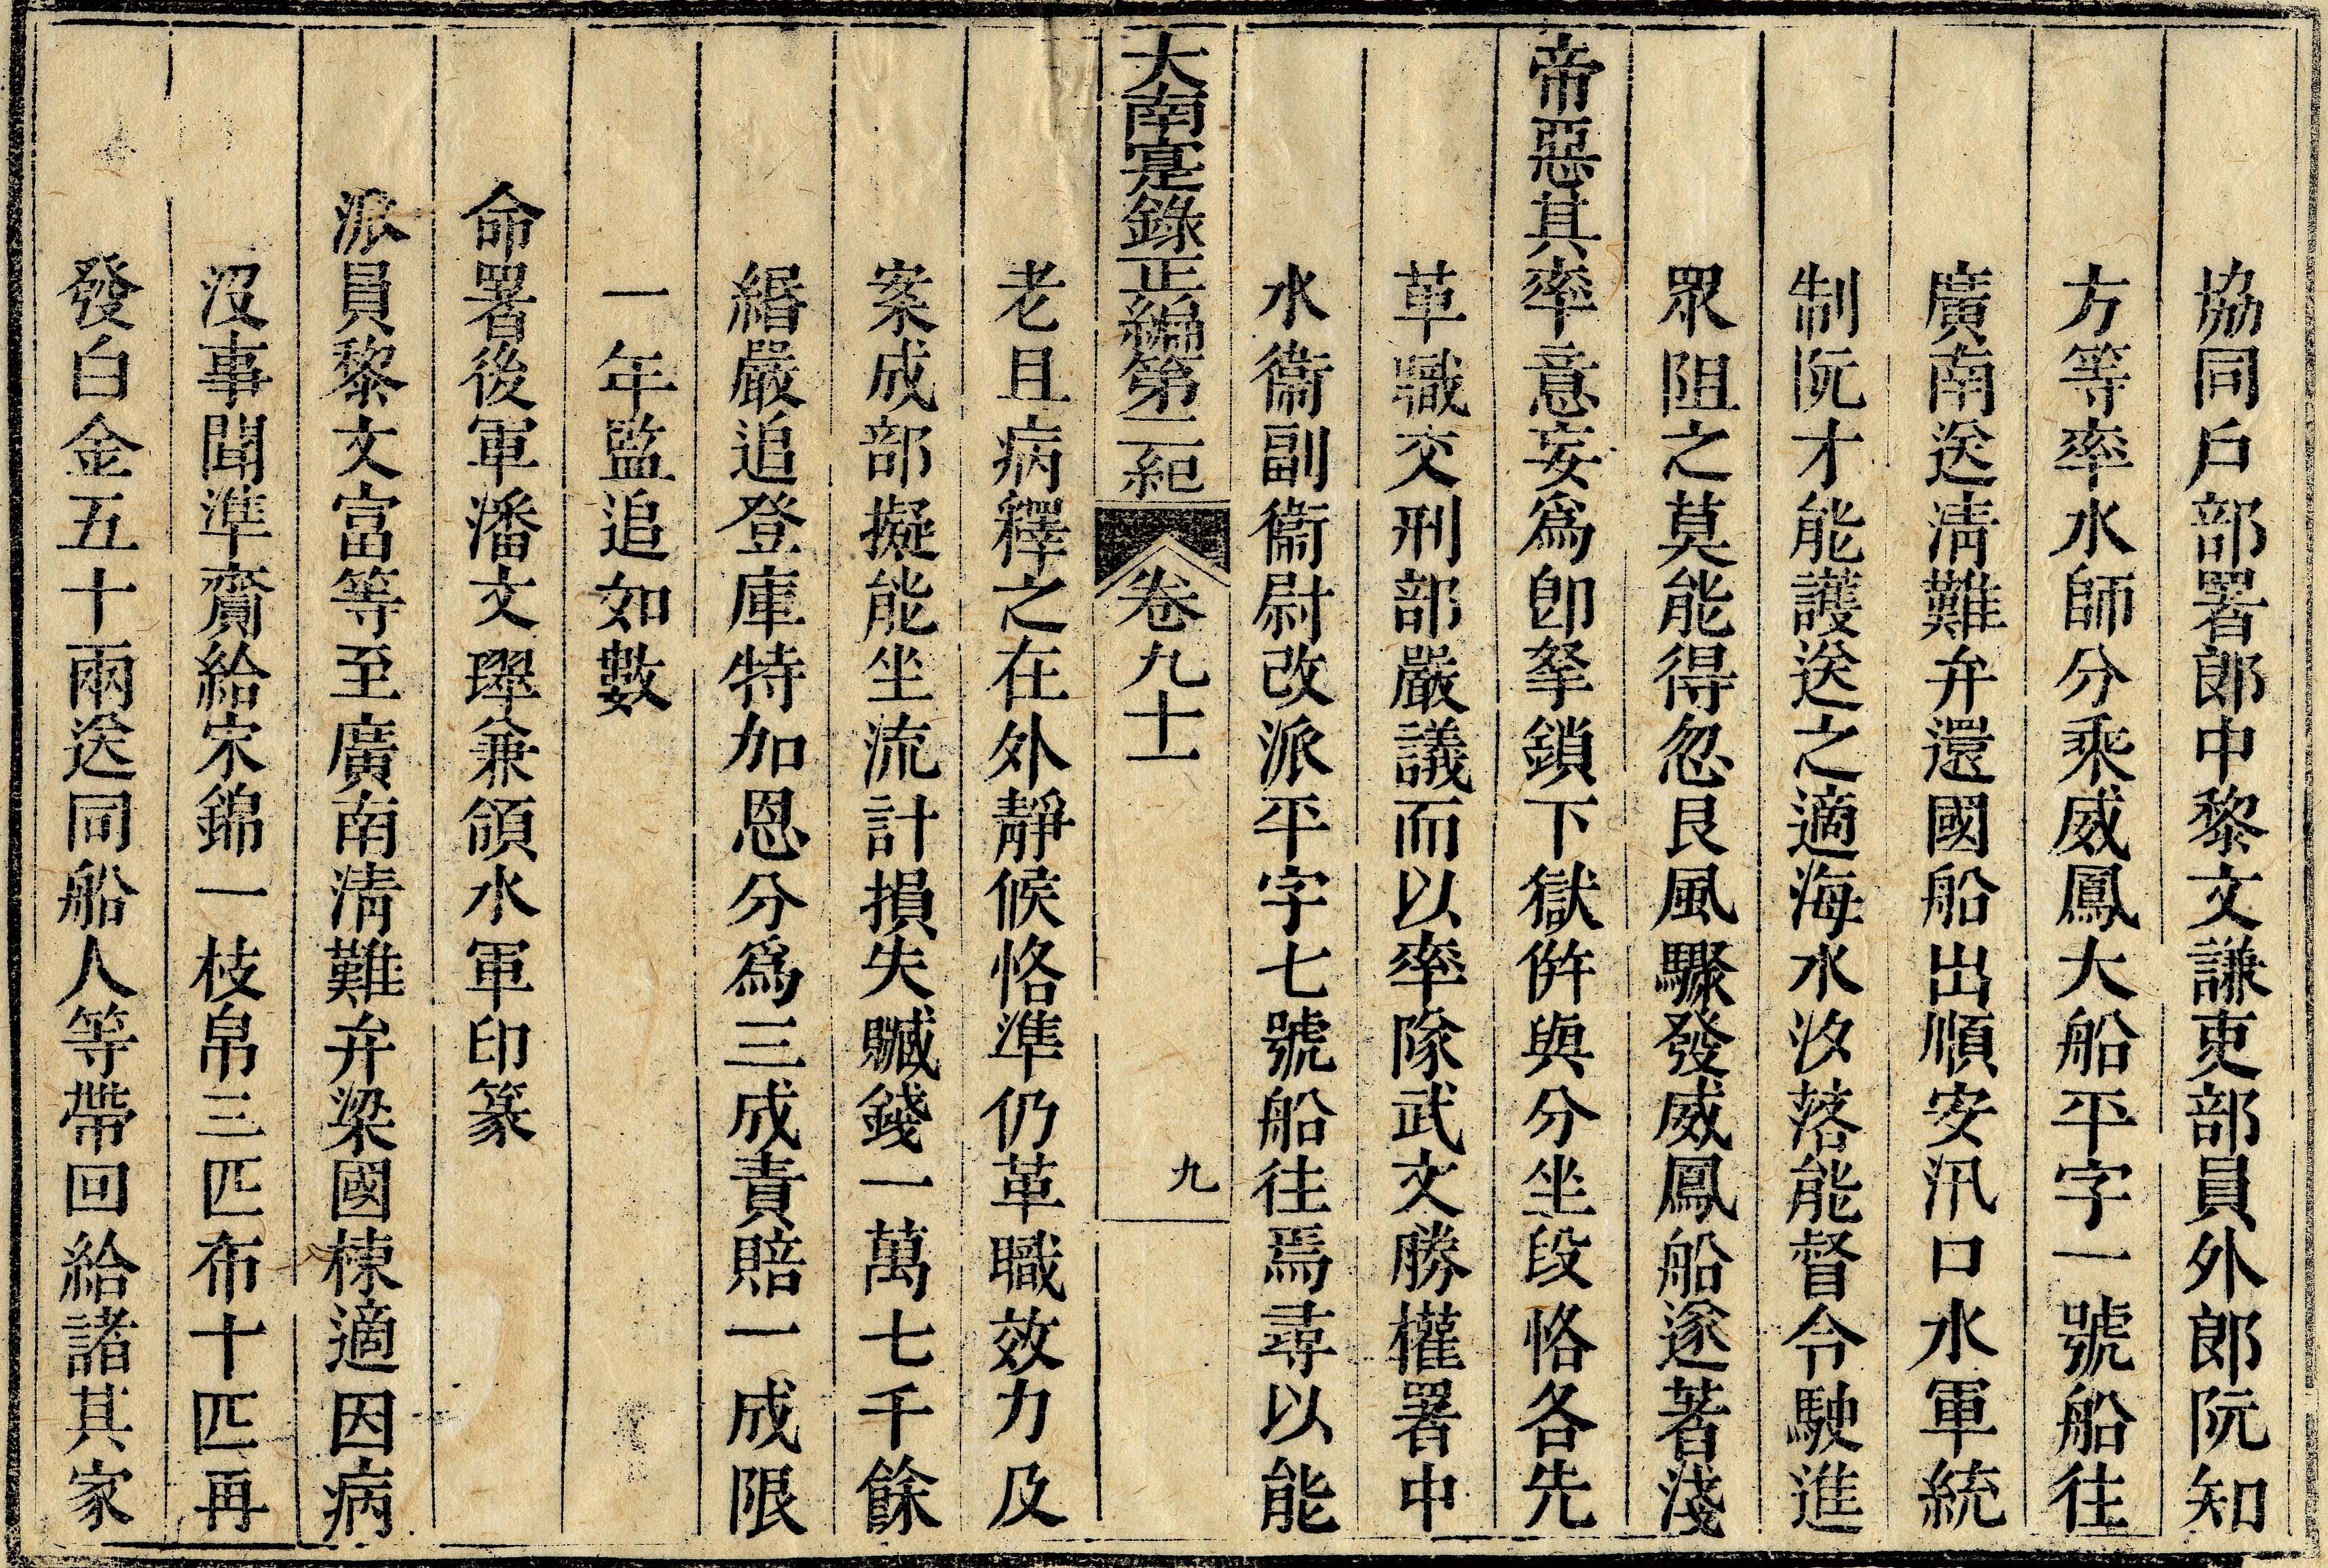 協同戶部署郎中黎文謙吏部員外郎阮知
方等率水師分乘威鳳大船平字一號船往
廣南送清難弁還國船出順安汛口水軍統
制阮才能護送之適海水汐落能督令駛進
眾阻之莫能得忽艮風驟發威鳳船遂著淺
帝惡其率意妄爲卽拏鎖下獄倂與分坐段恪各先
革職交刑部嚴議而以率隊武文勝權署中
水衞副衞尉改派平字七號船往焉尋以能
大南寔錄正編第二紀 卷九十一 九
老且病釋之在外靜候恪準仍革職效力及
案成部擬能坐流計損失贓錢一萬七千餘
緡嚴追登庫特加恩分爲三成責賠一成限
一年監追如數
命署後軍潘文璻兼領水軍印篆
派員黎文富等至廣南清難弁梁國棟適因病
沒事聞準齎給宋錦一枝帛三匹布十匹再
發白金五十兩送同船人等帶回給諸其家